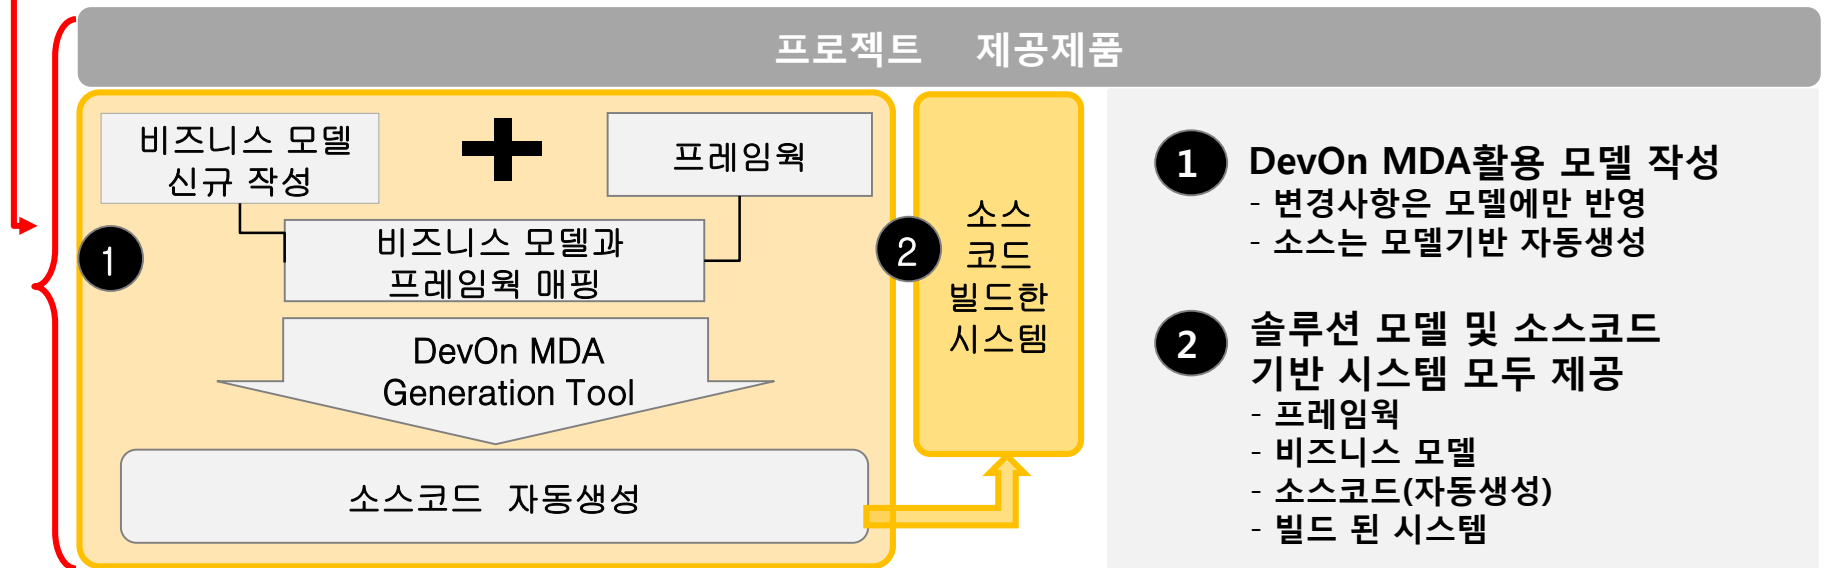 프로젝트 제공제품
비즈니스 모델
신규 작성
프레임웍
비즈니스 모델과
프레임웍 매핑
1
DevOn MDA
Generation Tool
소스코드 자동생성
2
소스
코드
빌드한
시스템
1 DevOn MDA활용 모델 작성
- 변경사항은 모델에만 반영
- 소스는 모델기반 자동생성
2 솔루션 모델 및 소스코드
기반 시스템 모두 제공
- 프레임웍
- 비즈니스 모델
- 소스코드(자동생성)
- 빌드 된 시스템